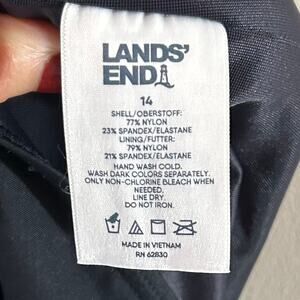 LANDS'
END
14
SHELL/OBERSTOFF:
77% NYLON
23% SPANDEX/ELASTANE
LINING/FUTTER:
79% NYLON
21% SPANDEX/ELASTANE
HAND WASH COLD.
WASH DARK COLORS SEPARATELY.
ONLY NON-CHLORINE BLEACH WHEN
NEEDED.
LINE DRY.
DO NOT IRON.
MADE IN VIETNAM
RN 62830